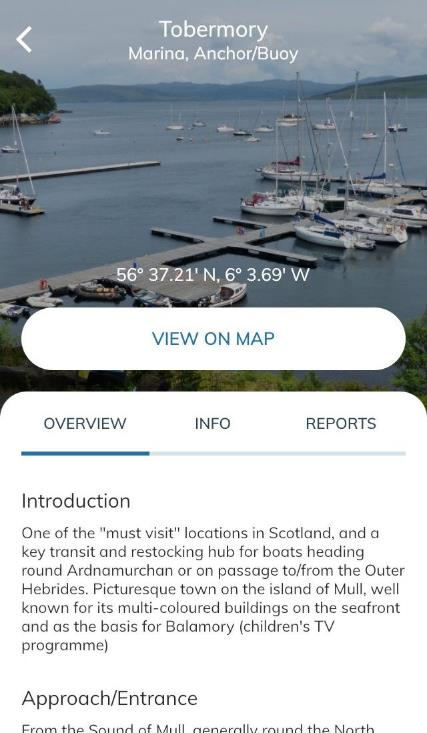 Tobermory
Marina, Anchor/Buoy
56° 37.21' N, 6° 3.69' W
VIEW ON MAP
OVERVIEW INFO REPORTS
Introduction
One of the "must visit" locations in Scotland, and a
key transit and restocking hub for boats heading
round Ardnamurchan or on passage to/from the Outer
Hebrides. Picturesque town on the island of Mull, well
known for its multi-coloured buildings on the seafront
and as the basis for Balamory (children's TV
programme)
Approach/Entrance
From the Sound of Mull, generally round the North